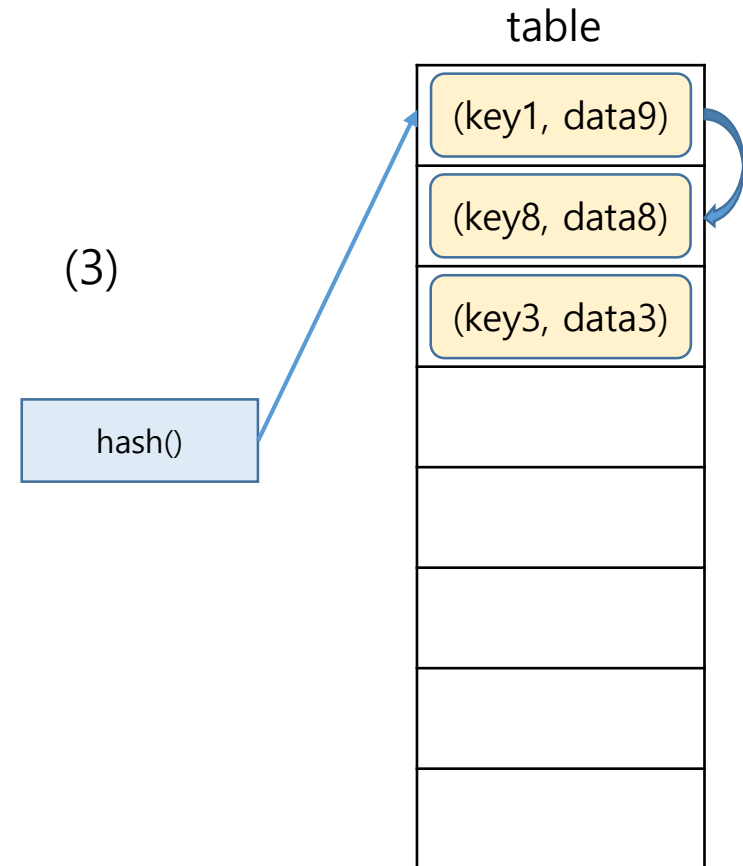 table
(key1, data9)
(key8, data8)
(3)
(key3, data3)
hash()